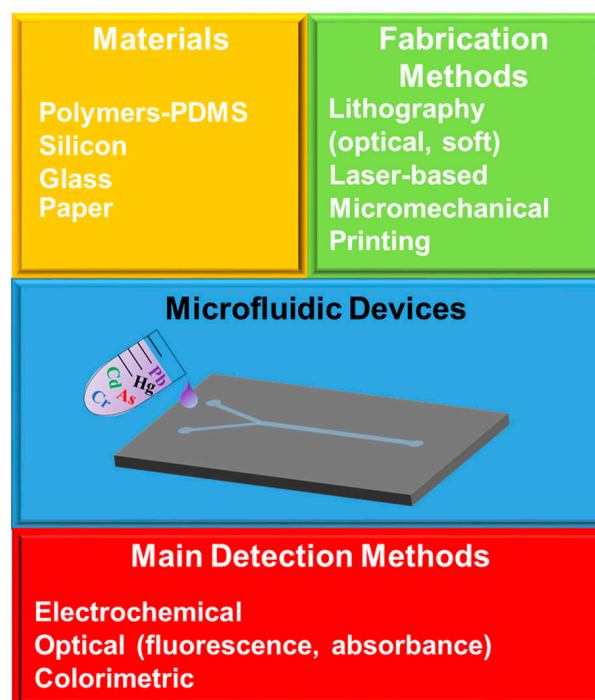 Materials
Polymers-PDMS
Silicon
Glass
Paper
Fabrication
Methods
Lithography
(optical, soft)
Laser-based
Micromechanical
Printing
Microfluidic Devices
Cr
Cd
As
Hg
Pb
Main Detection Methods
Electrochemical
Optical (fluorescence, absorbance)
Colorimetric